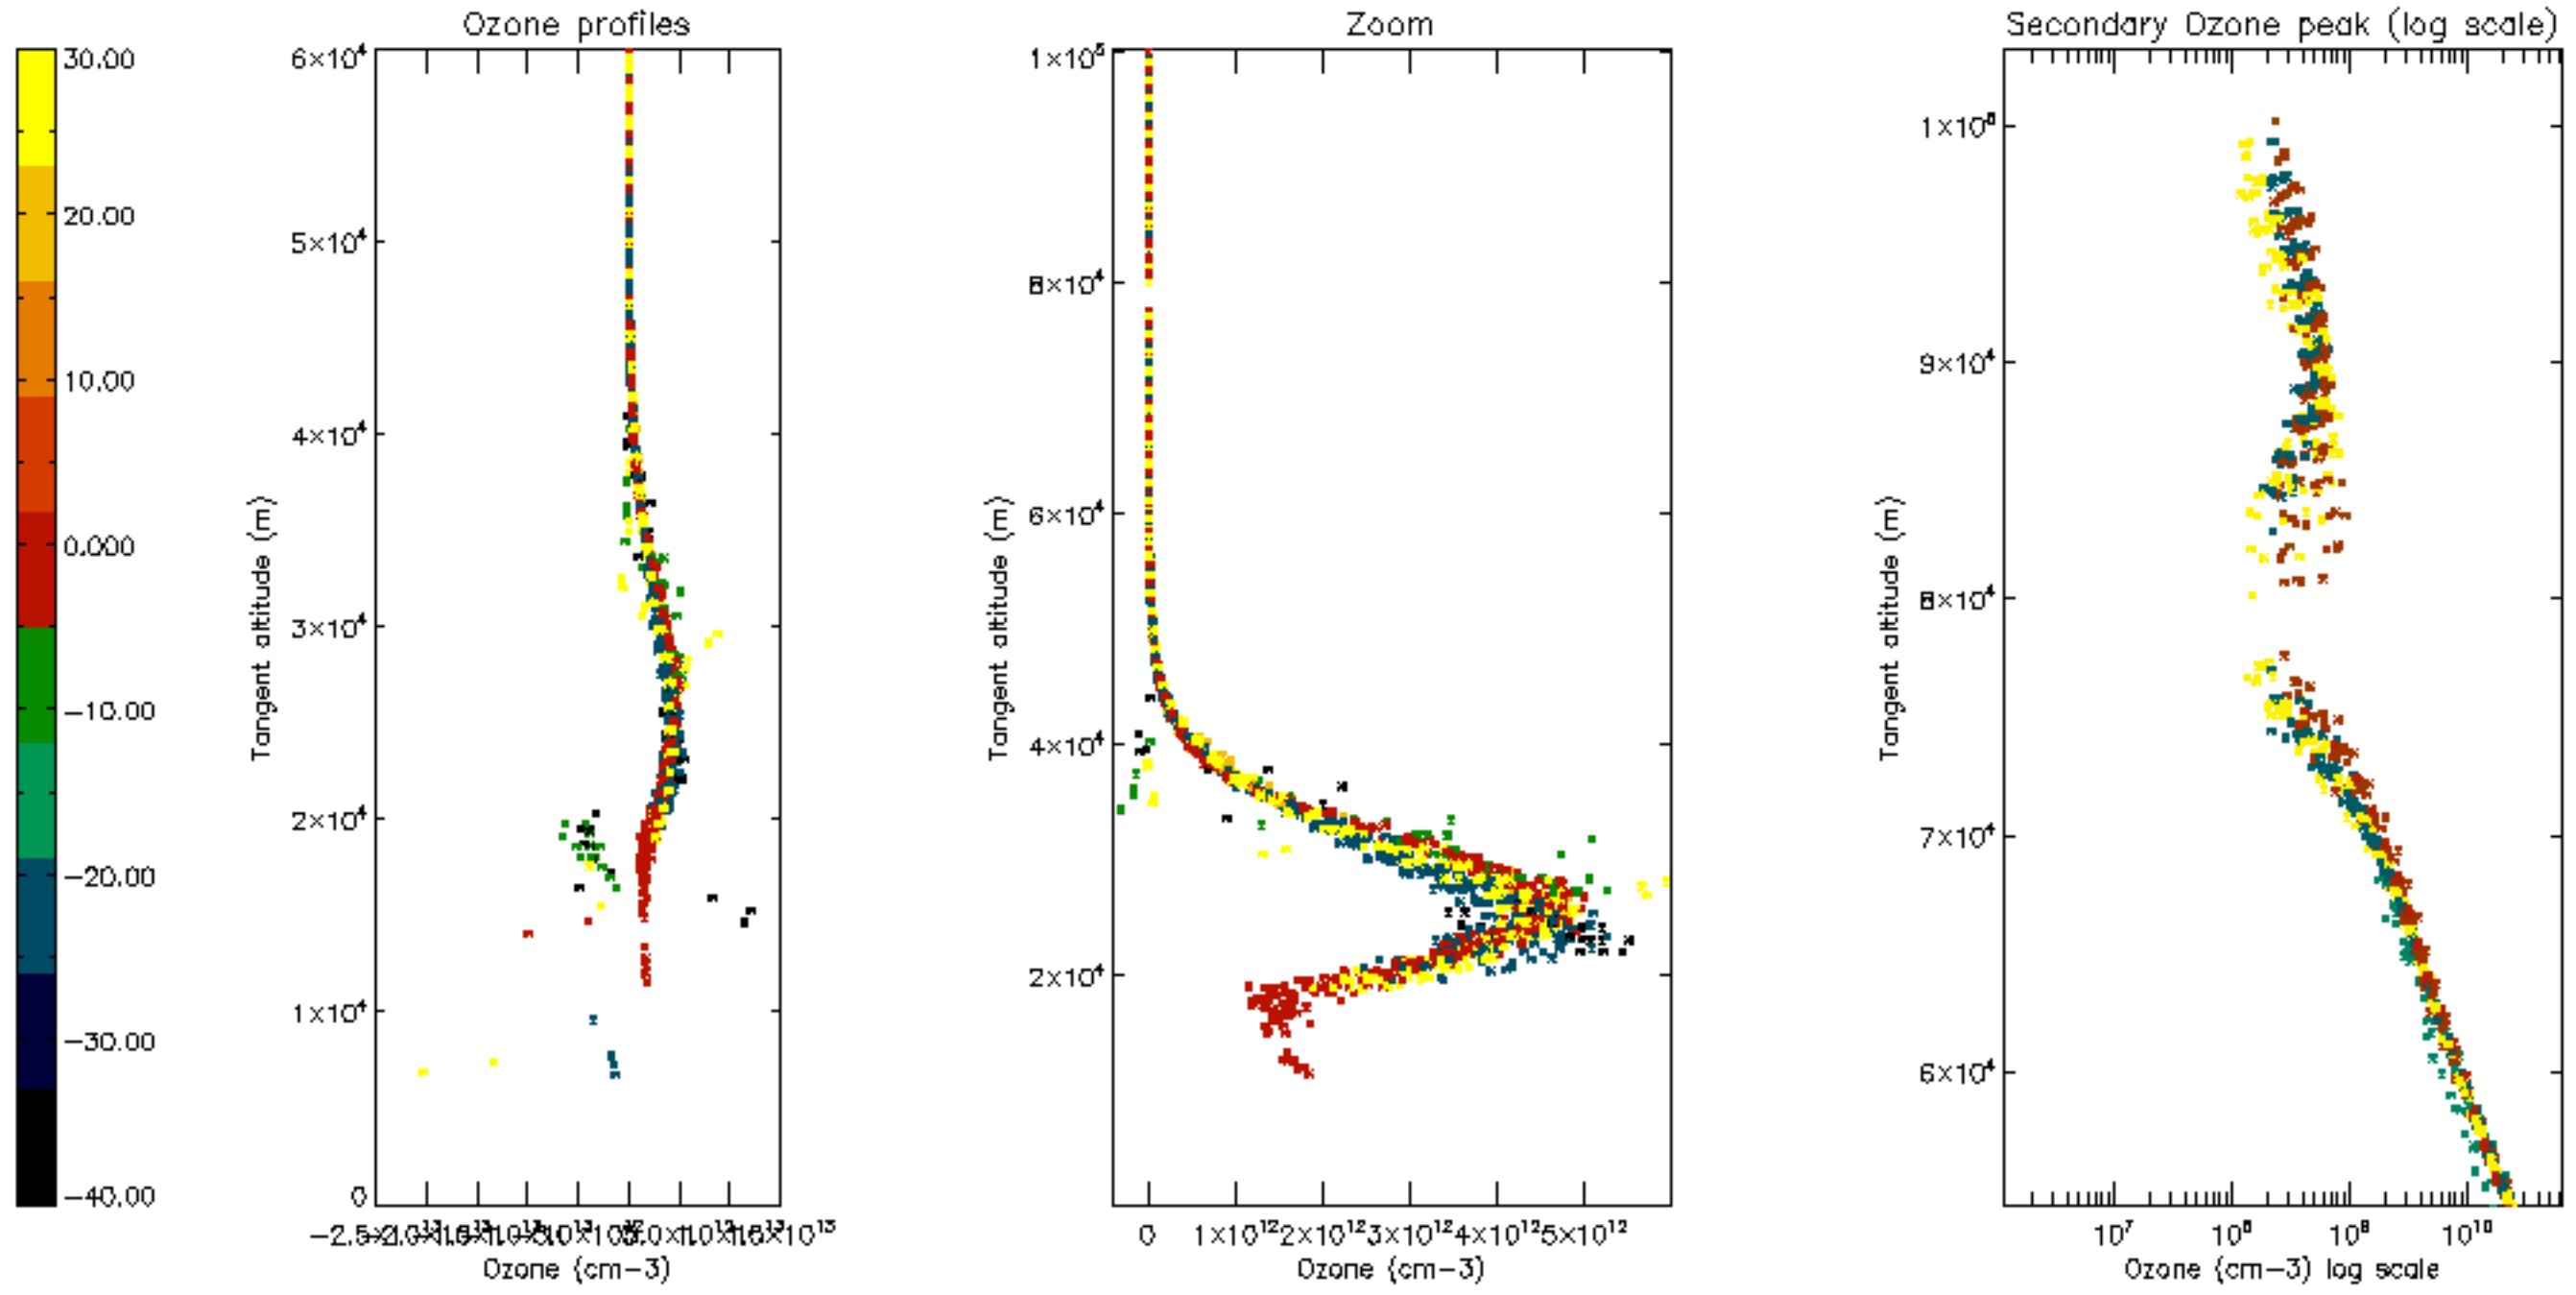 Ozone profiles
Zoom
Secondary Ozone peak (log scale)
30.00
20.00
10.00
0.000
−10.00
−20.00
−30.00
−40.00
6×10⁴
5×10⁴
4×10⁴
3×10⁴
2×10⁴
1×10⁴
0
Tangent altitude (m)
Ozone (cm−3)
1×10⁵
8×10⁴
6×10⁴
4×10⁴
2×10⁴
Tangent altitude (m)
0 1×10¹² 2×10¹² 3×10¹² 4×10¹² 5×10¹²
Ozone (cm−3)
1×10⁵
9×10⁴
8×10⁴
7×10⁴
6×10⁴
Tangent altitude (m)
10⁷ 10⁸ 10⁹ 10¹⁰
Ozone (cm−3) log scale